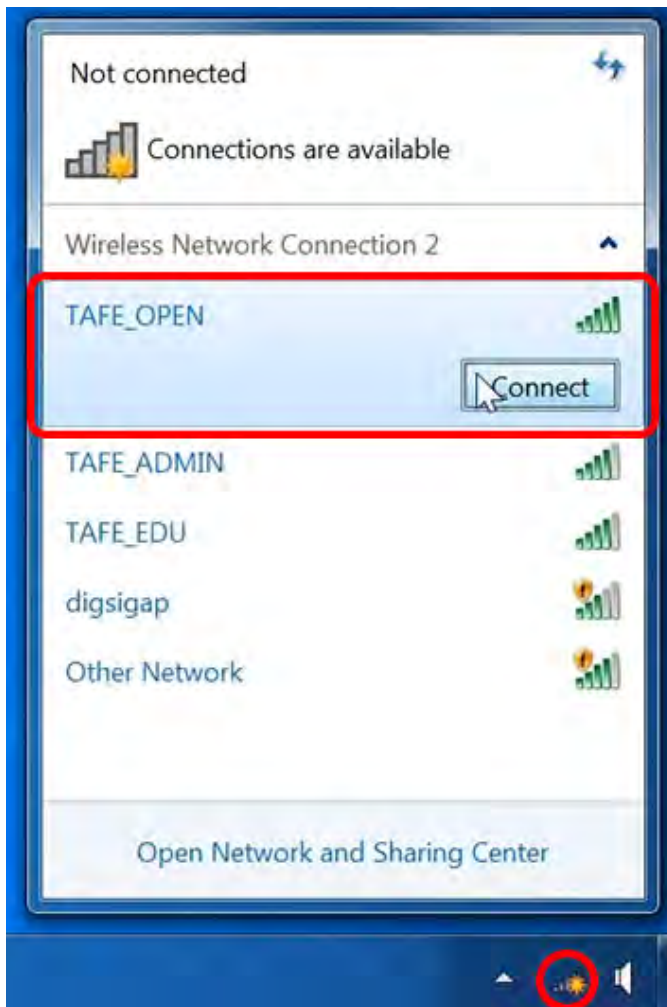 Not connected
Connections are available
Wireless Network Connection 2
TAFE_OPEN
Connect
TAFE_ADMIN
TAFE_EDU
digsigap
Other Network
Open Network and Sharing Center